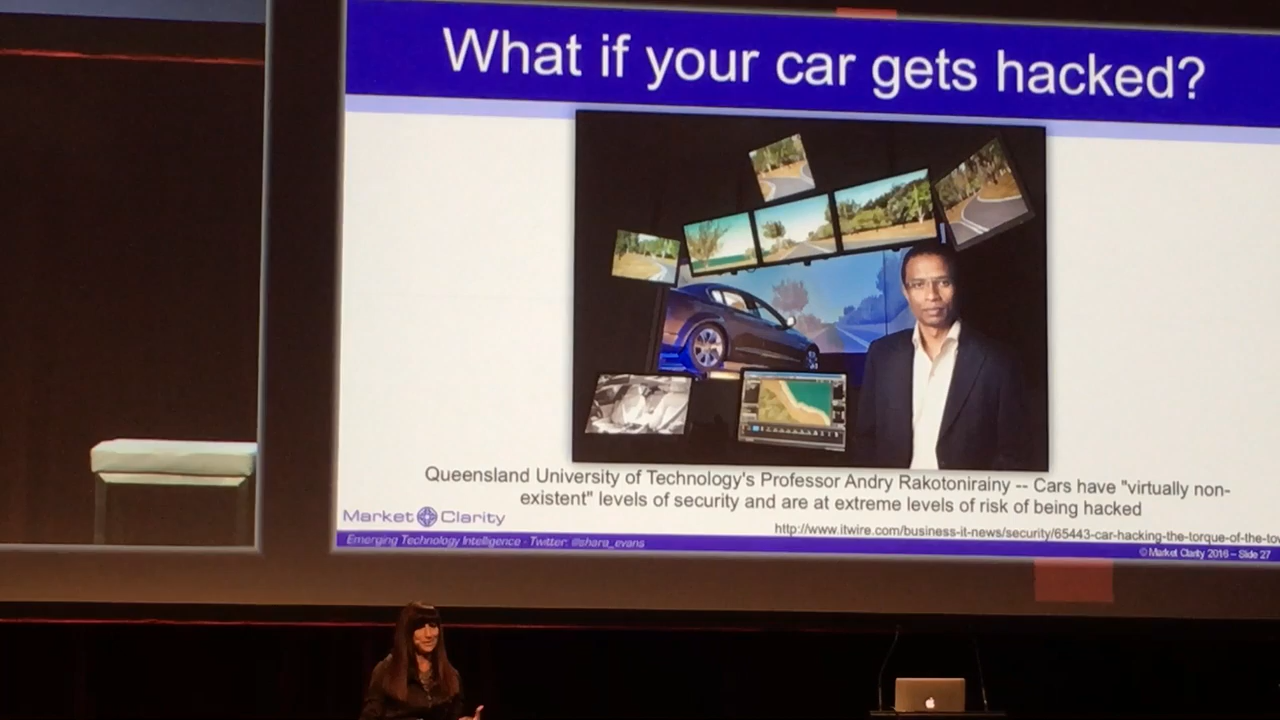 What if your car gets hacked?
Queensland University of Technology's Professor Andry Rakotonirainy -- Cars have "virtually non-
existent" levels of security and are at extreme levels of risk of being hacked
Market Clarity
http://www.itwire.com/business-it-news/security/65443-car-hacking-the-torque-of-the-tow
Emerging Technology Intelligence - Twitter: @shara_evans
© Market Clarity 2016 – Slide 27